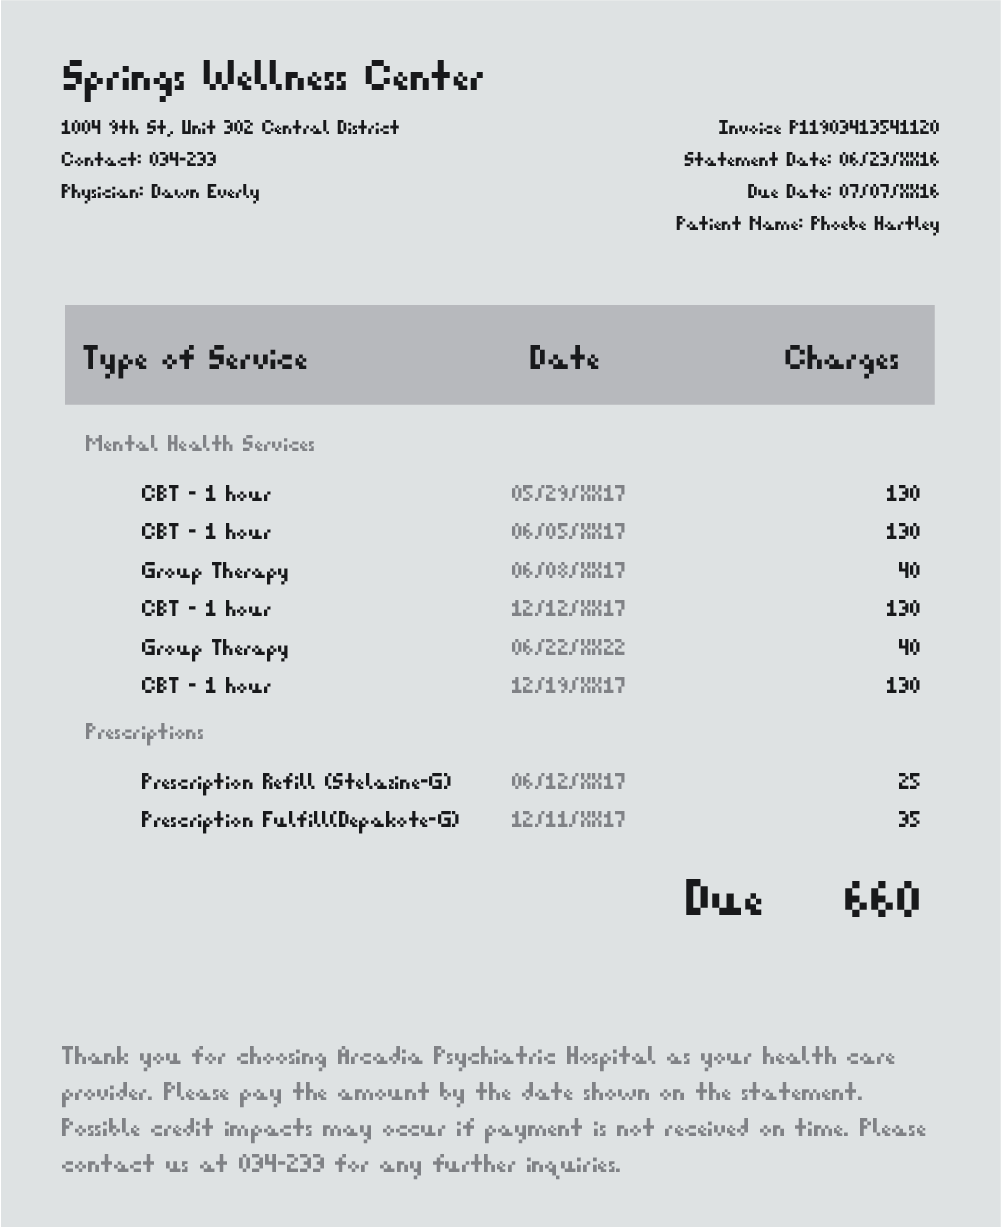 Springs Wellness Center
1004 9th St, Unit 302 Central District
Contact: 034-233
Physician: Dawn Everly
Invoice P11903413541120
Statement Date: 06/23/XX16
Due Date: 07/07/XX16
Patient Name: Phoebe Hartley
Type of Service Date Charges
Mental Health Services
CBT - 1 hour 05/29/XX17 130
CBT - 1 hour 06/05/XX17 130
Group Therapy 06/08/XX17 40
CBT - 1 hour 12/12/XX17 130
Group Therapy 06/22/XX22 40
CBT - 1 hour 12/19/XX17 130
Prescriptions
Prescription Refill (Stelazine-G) 06/12/XX17 25
Prescription Fulfill(Depakote-G) 12/11/XX17 35
Due 660
Thank you for choosing Arcadia Psychiatric Hospital as your health care
provider. Please pay the amount by the date shown on the statement.
Possible credit impacts may occur if payment is not received on time. Please
contact us at 034-233 for any further inquiries.